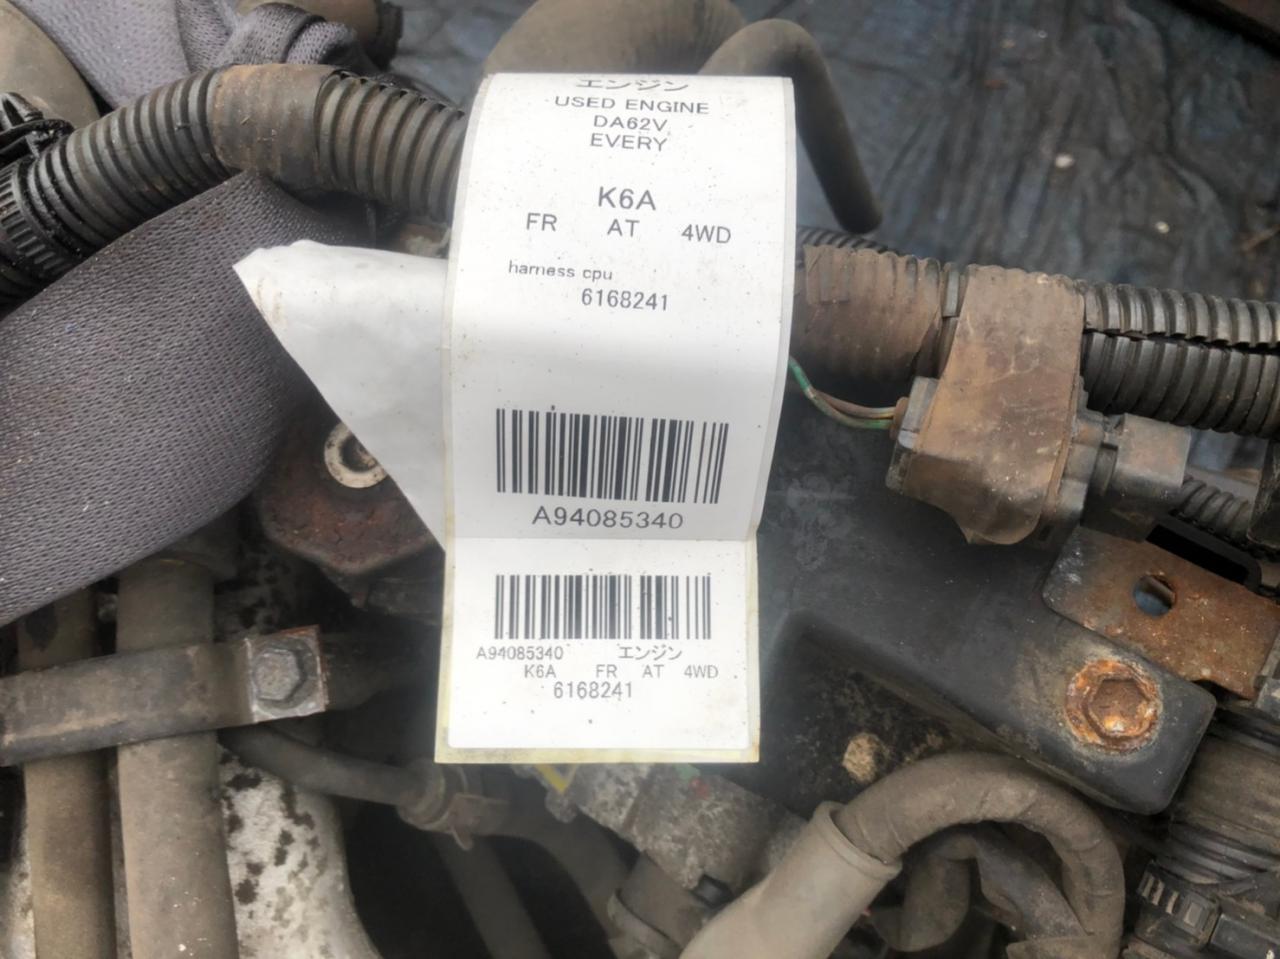 エンジン
USED ENGINE
DA62V
EVERY
K6A
FR AT 4WD
harness cpu
6168241
A94085340
A94085340 エンジン
K6A FR AT 4WD
6168241